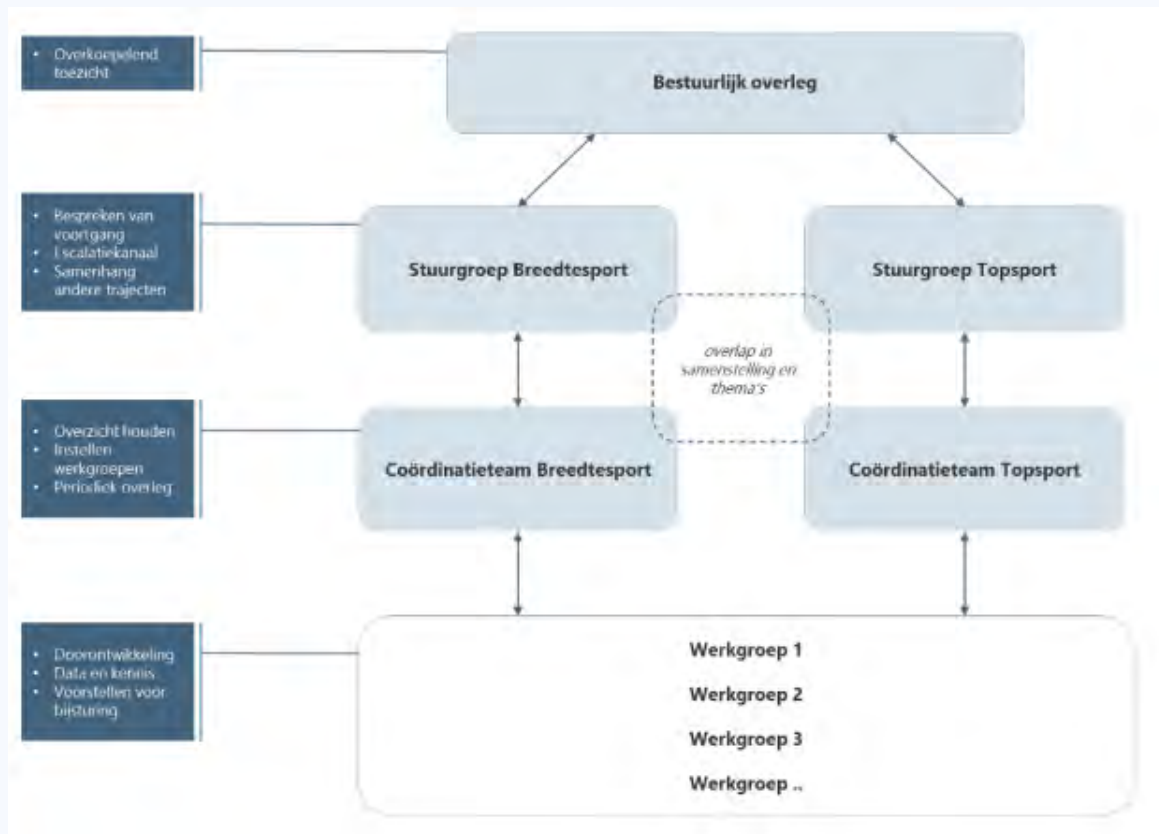 • Overkoepelend
toezicht
Bestuurlijk overleg
• Bespreken van
voortgang
• Escalatiekanaal
• Samenhang
andere trajecten
Stuurgroep Breedtesport
Stuurgroep Topsport
overlap in
samenstelling en
thema's
• Overzicht houden
• Instellen
werkgroepen
• Periodiek overleg
Coördinatieteam Breedtesport
Coördinatieteam Topsport
• Doorontwikkeling
• Data en kennis
• Voorstellen voor
bijsturing
Werkgroep 1
Werkgroep 2
Werkgroep 3
Werkgroep ..